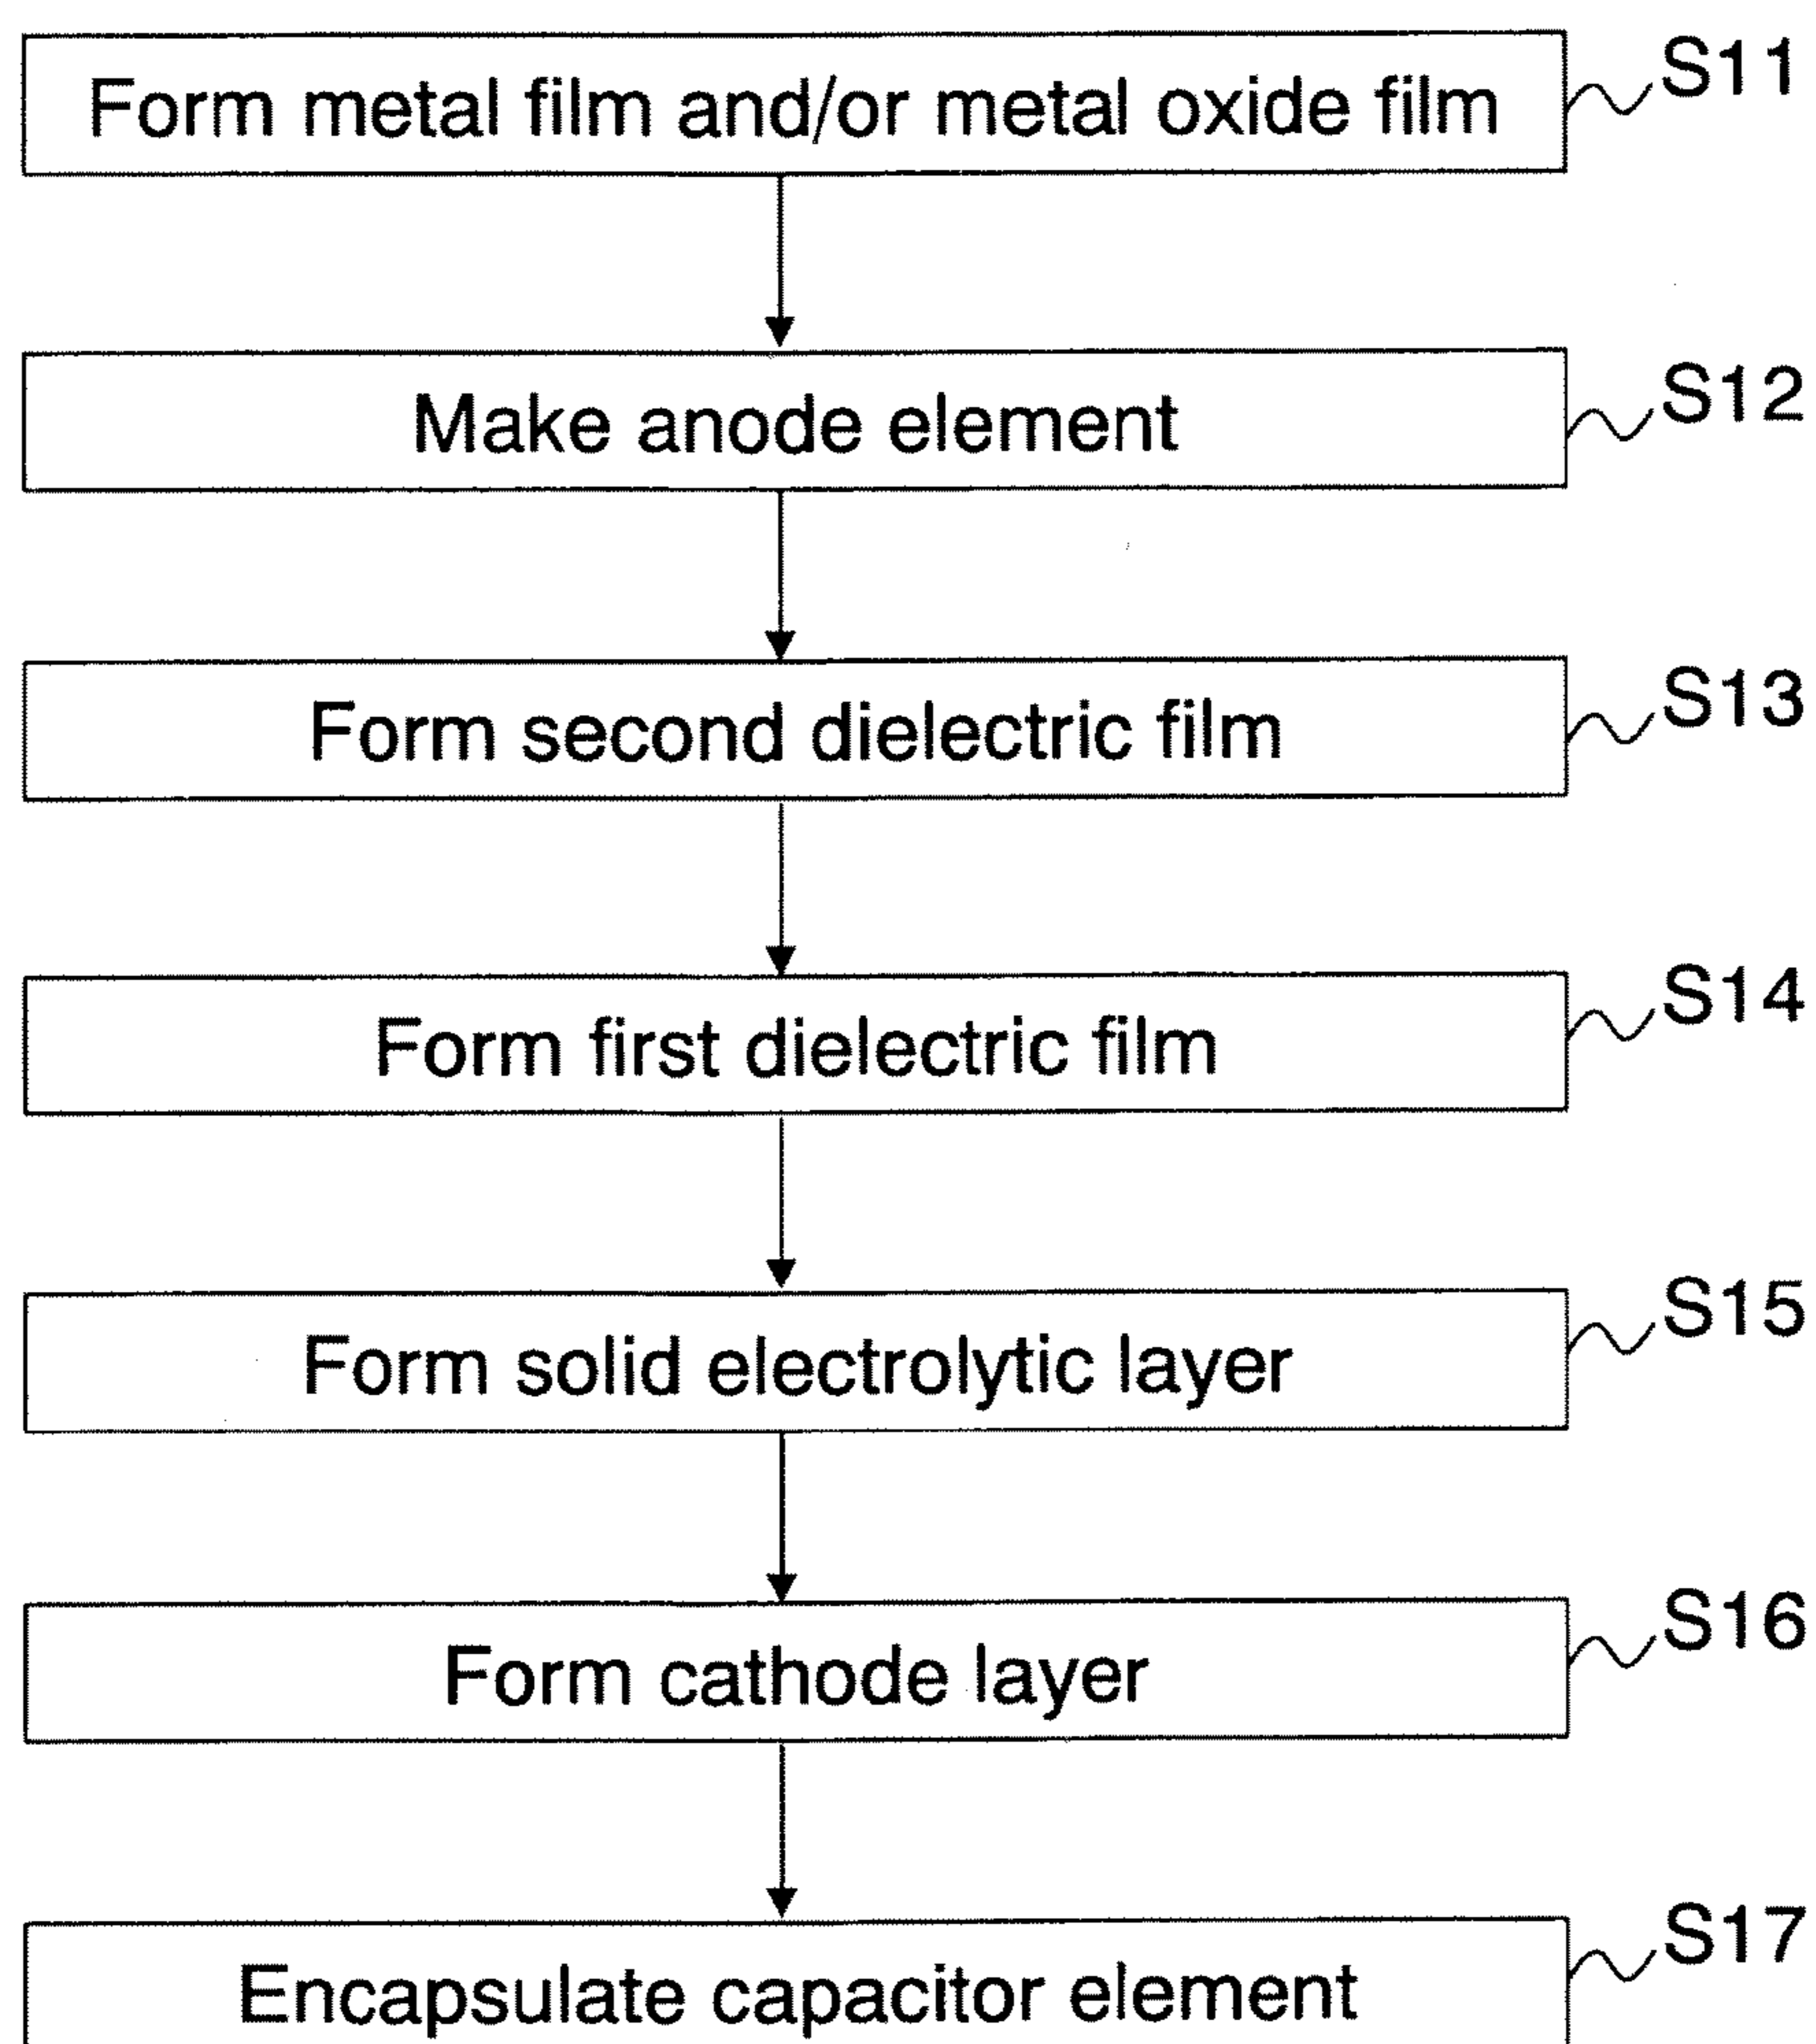 Form metal film and/or metal oxide film S11
Make anode element S12
Form second dielectric film S13
Form first dielectric film S14
Form solid electrolytic layer S15
Form cathode layer S16
Encapsulate capacitor element S17